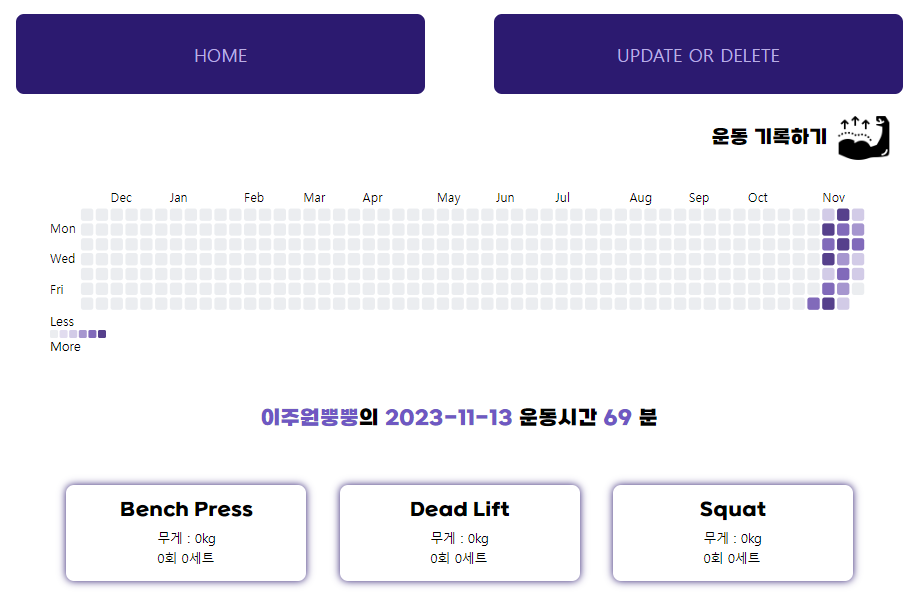 HOME
UPDATE OR DELETE
운동 기록하기
Dec Jan Feb Mar Apr May Jun Jul Aug Sep Oct Nov
Mon
Wed
Fri
Less
More
이주원뿡뿡의 2023-11-13 운동시간 69 분
Bench Press
무게 : 0kg
0회 0세트
Dead Lift
무게 : 0kg
0회 0세트
Squat
무게 : 0kg
0회 0세트